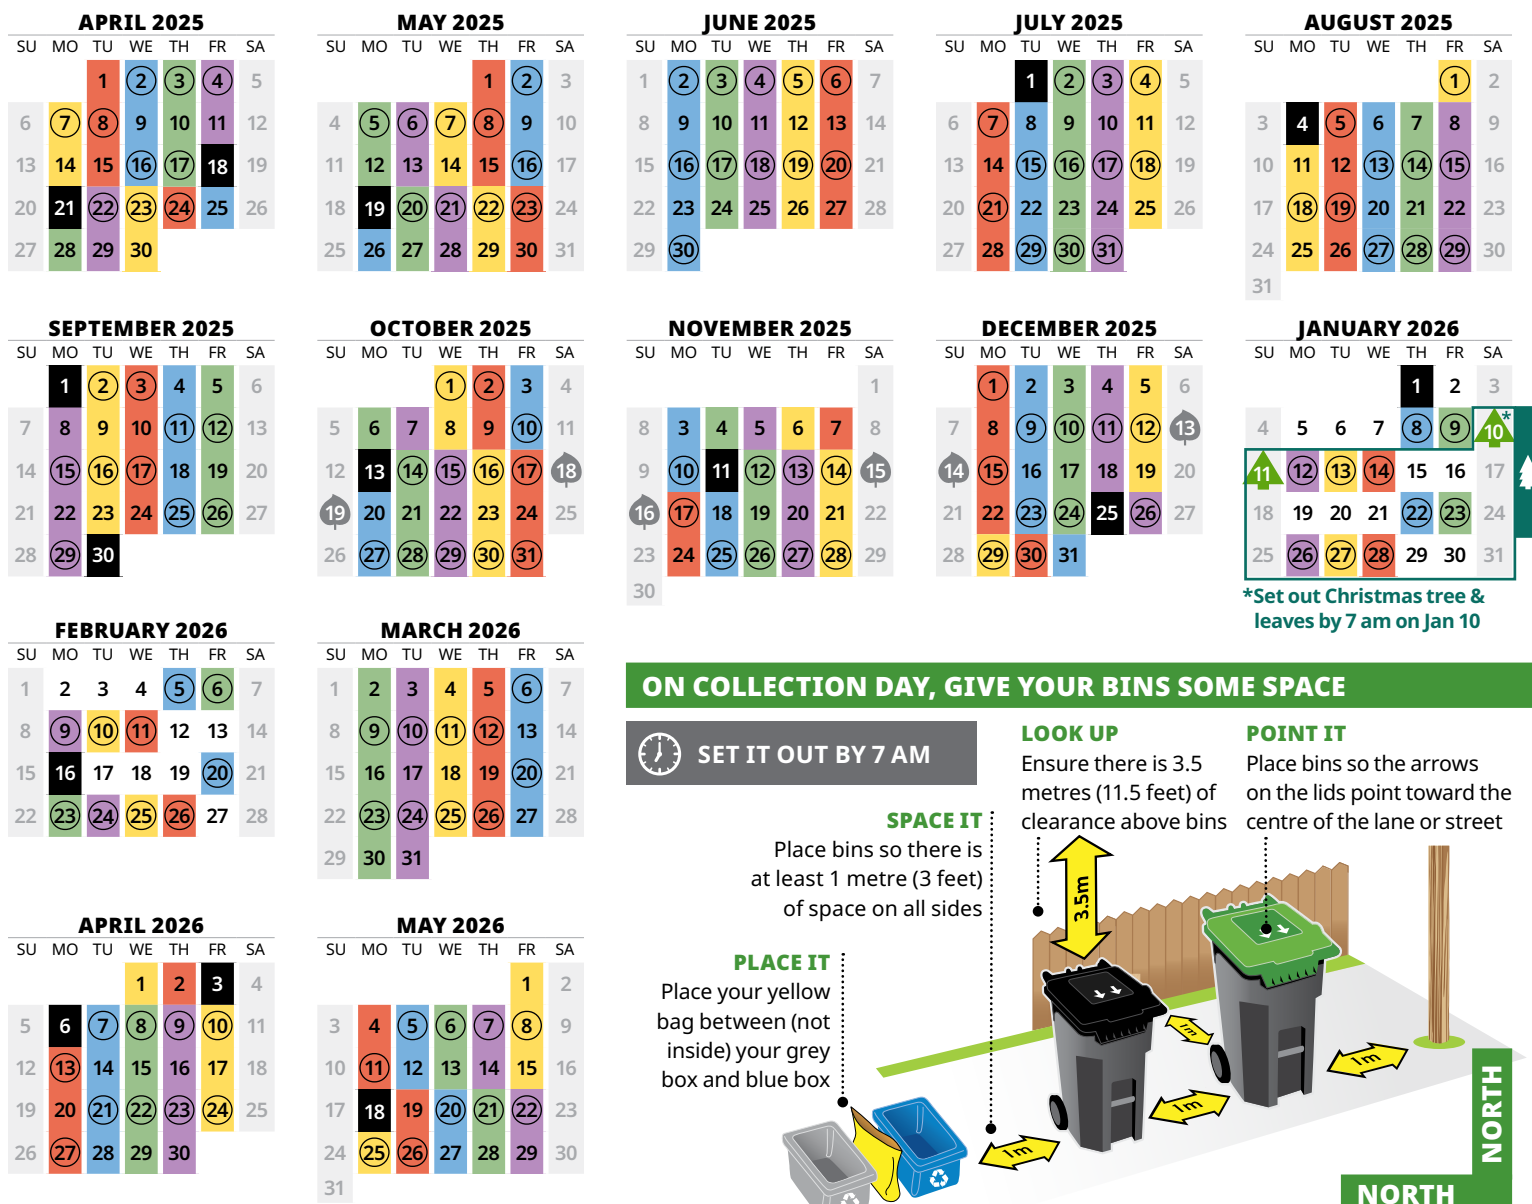 APRIL 2025
SU MO TU WE TH FR SA
1 2 3 4 5
6 7 8 9 10 11 12
13 14 15 16 17 18 19
20 21 22 23 24 25 26
27 28 29 30
MAY 2025
SU MO TU WE TH FR SA
1 2 3
4 5 6 7 8 9 10
11 12 13 14 15 16 17
18 19 20 21 22 23 24
25 26 27 28 29 30 31
JUNE 2025
SU MO TU WE TH FR SA
1 2 3 4 5 6 7
8 9 10 11 12 13 14
15 16 17 18 19 20 21
22 23 24 25 26 27 28
29 30
JULY 2025
SU MO TU WE TH FR SA
1 2 3 4 5
6 7 8 9 10 11 12
13 14 15 16 17 18 19
20 21 22 23 24 25 26
27 28 29 30 31
AUGUST 2025
SU MO TU WE TH FR SA
1 2
3 4 5 6 7 8 9
10 11 12 13 14 15 16
17 18 19 20 21 22 23
24 25 26 27 28 29 30
31
SEPTEMBER 2025
SU MO TU WE TH FR SA
1 2 3 4 5 6
7 8 9 10 11 12 13
14 15 16 17 18 19 20
21 22 23 24 25 26 27
28 29 30
OCTOBER 2025
SU MO TU WE TH FR SA
1 2 3 4
5 6 7 8 9 10 11
12 13 14 15 16 17 18
19 20 21 22 23 24 25
26 27 28 29 30 31
NOVEMBER 2025
SU MO TU WE TH FR SA
1
8 3 4 5 6 7 8
9 10 11 12 13 14 15
16 17 18 19 20 21 22
23 24 25 26 27 28 29
30
DECEMBER 2025
SU MO TU WE TH FR SA
1 2 3 4 5 6
7 8 9 10 11 12 13
14 15 16 17 18 19 20
21 22 23 24 25 26 27
28 29 30 31
JANUARY 2026
SU MO TU WE TH FR SA
1 2 3
4 5 6 7 8 9 10*
11 12 13 14 15 16 17
18 19 20 21 22 23 24
25 26 27 28 29 30 31
*Set out Christmas tree &
leaves by 7 am on Jan 10
FEBRUARY 2026
SU MO TU WE TH FR SA
1 2 3 4 5 6 7
8 9 10 11 12 13 14
15 16 17 18 19 20 21
22 23 24 25 26 27 28
MARCH 2026
SU MO TU WE TH FR SA
1 2 3 4 5 6 7
8 9 10 11 12 13 14
15 16 17 18 19 20 21
22 23 24 25 26 27 28
29 30 31
APRIL 2026
SU MO TU WE TH FR SA
1 2 3 4
5 6 7 8 9 10 11
12 13 14 15 16 17 18
19 20 21 22 23 24 25
26 27 28 29 30
MAY 2026
SU MO TU WE TH FR SA
1 2
3 4 5 6 7 8 9
10 11 12 13 14 15 16
17 18 19 20 21 22 23
24 25 26 27 28 29 30
31
ON COLLECTION DAY, GIVE YOUR BINS SOME SPACE
SET IT OUT BY 7 AM
LOOK UP
Ensure there is 3.5
metres (11.5 feet) of
clearance above bins
POINT IT
Place bins so the arrows
on the lids point toward the
centre of the lane or street
SPACE IT
Place bins so there is
at least 1 metre (3 feet)
of space on all sides
PLACE IT
Place your yellow
bag between (not
inside) your grey
box and blue box
3.5m
1m
1m
1m
1m
NORTH
NORTH